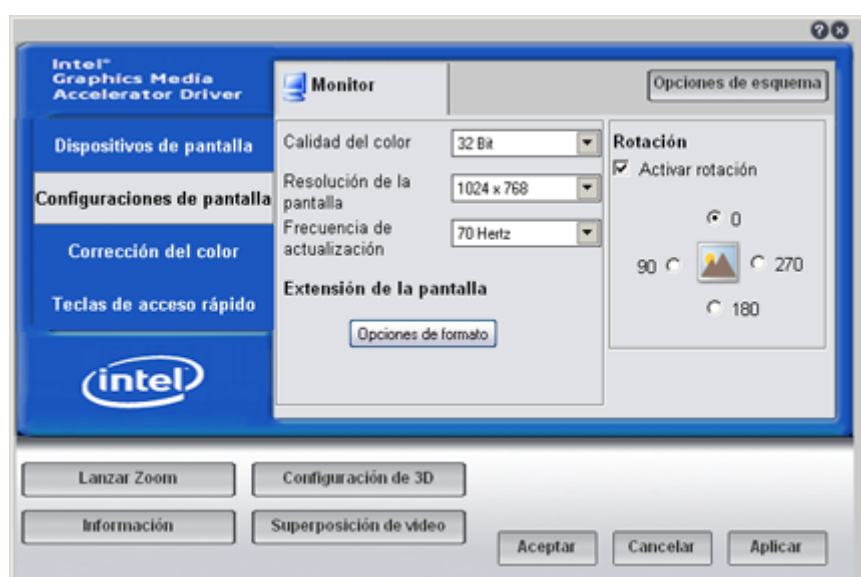 Intel®
Graphics Media
Accelerator Driver
Monitor
Opciones de esquema
Dispositivos de pantalla
Configuraciones de pantalla
Corrección del color
Teclas de acceso rápido
Calidad del color
32 Bit
Resolución de la
pantalla
1024 x 768
Frecuencia de
actualización
70 Hertz
Extensión de la pantalla
Opciones de formato
Rotación
Activar rotación
0
90
270
180
intel
Lanzar Zoom
Configuración de 3D
Información
Superposición de video
Aceptar
Cancelar
Aplicar